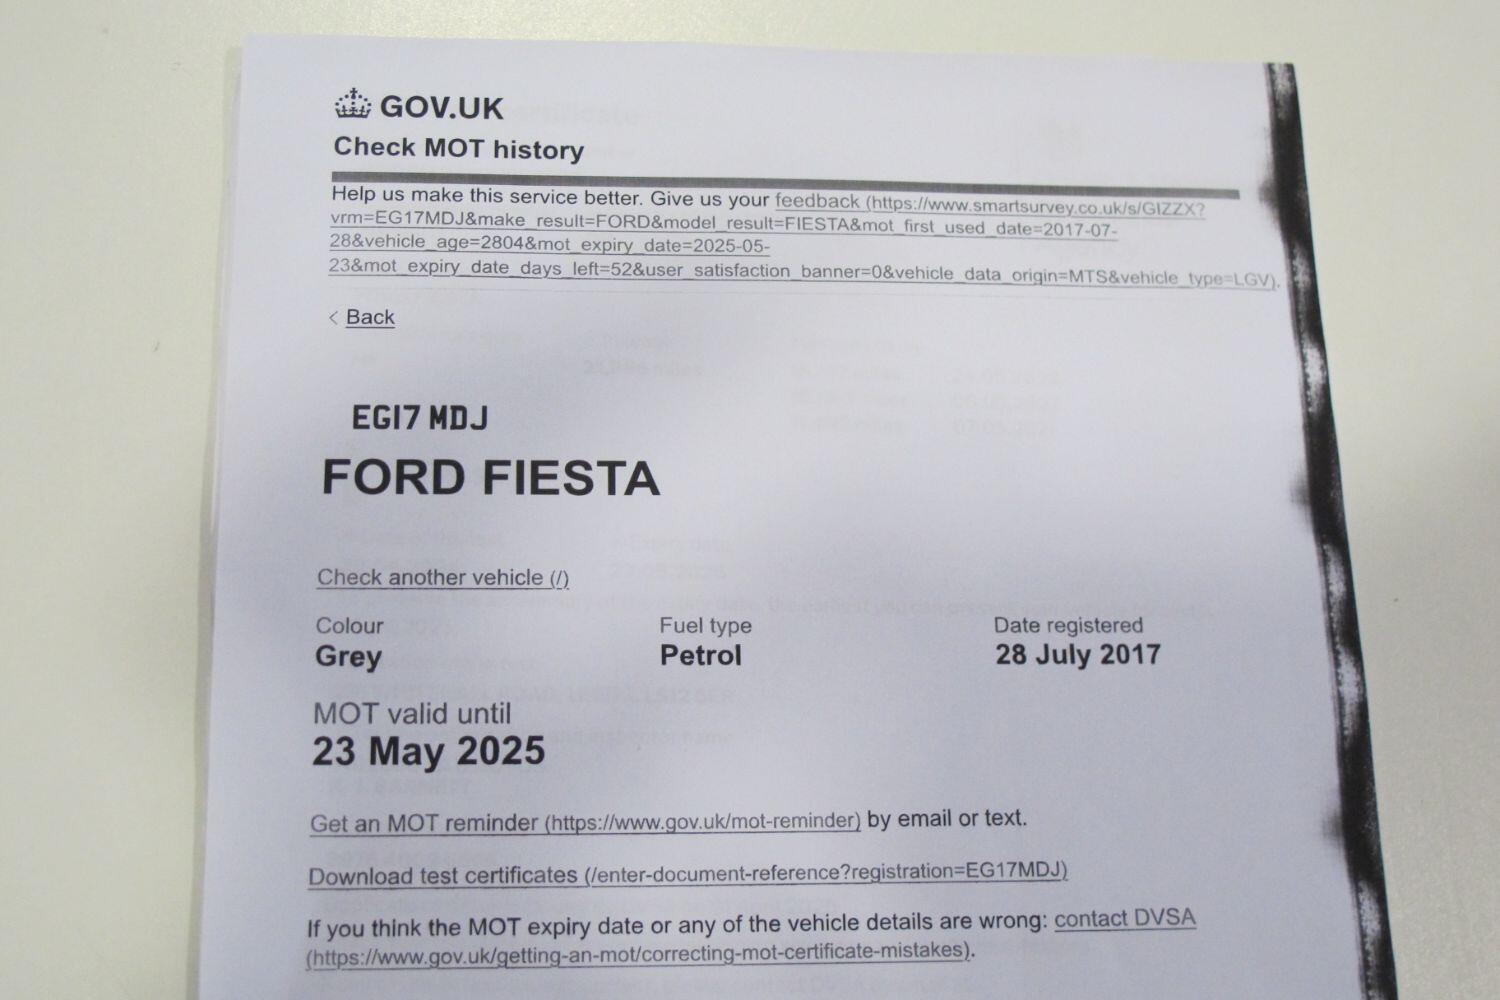 GOV.UK
Check MOT history
Help us make this service better. Give us your feedback (https://www.smartsurvey.co.uk/s/GIZZX?
vrm=EG17MDJ&make_result=FORD&model_result=FIESTA&mot_first_used_date=2017-07-
28&vehicle_age=2804&mot_expiry_date=2025-05-
23&mot_expiry_date_days_left=52&user_satisfaction_banner=0&vehicle_data_origin=MTS&vehicle_type=LGV).
< Back
EG17 MDJ
FORD FIESTA
Check another vehicle (/)
Colour Fuel type Date registered
Grey Petrol 28 July 2017
MOT valid until
23 May 2025
Get an MOT reminder (https://www.gov.uk/mot-reminder) by email or text.
Download test certificates (/enter-document-reference?registration=EG17MDJ)
If you think the MOT expiry date or any of the vehicle details are wrong: contact DVSA
(https://www.gov.uk/getting-an-mot/correcting-mot-certificate-mistakes).